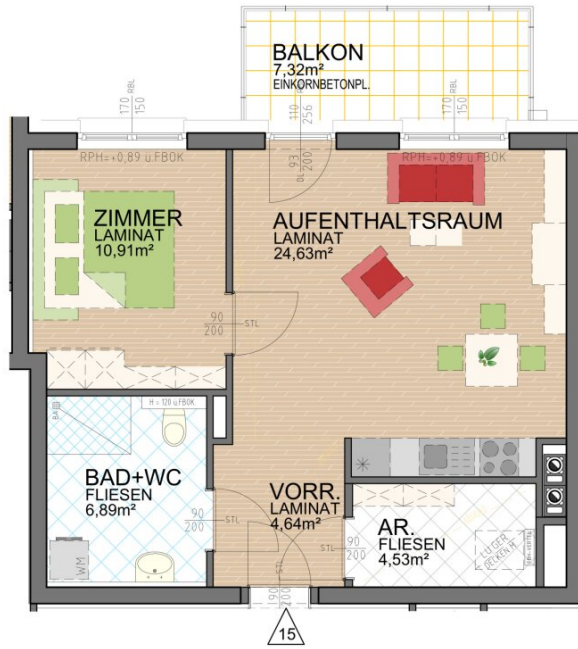 BALKON
7,32m²
EINKORNBETONPL.
170
150
RBL
110
256
RBL
170
150
RBL
RPH=+0,89 ü.FBOK
93
200
DL
RPH=+0,89 ü.FBOK
ZIMMER
LAMINAT
10,91m²
AUFENTHALTSRAUM
LAMINAT
24,63m²
90
200
STL
BA
H = 120 ü.FBOK
BAD+WC
FLIESEN
6,89m²
90
200
STL
VORR.
LAMINAT
4,64m²
AR.
FLIESEN
4,53m²
STL
90
200
WM
STL
90
200
15